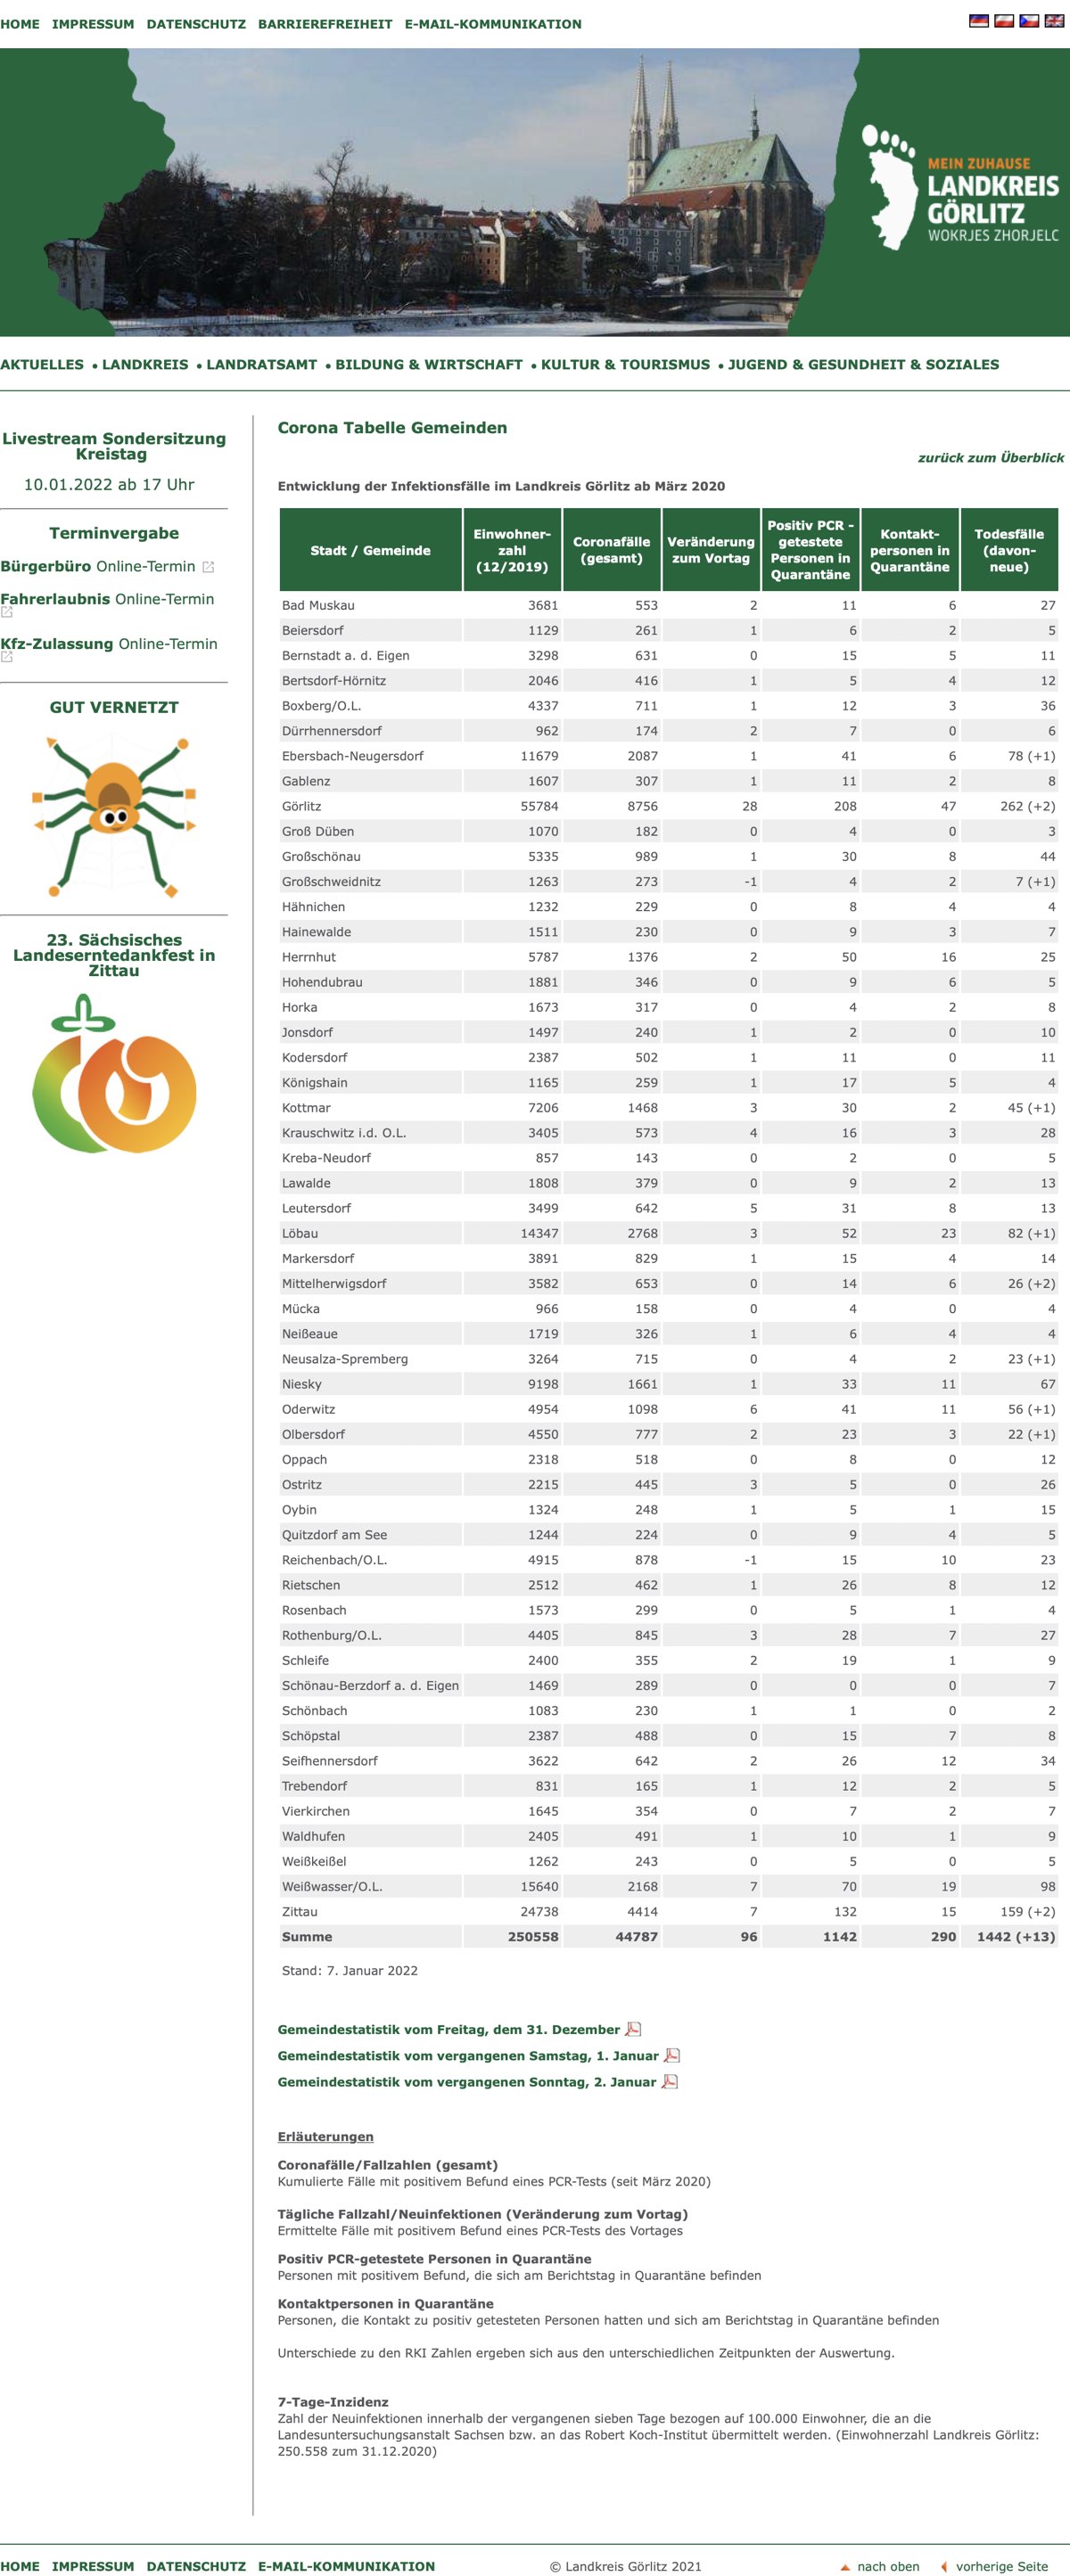 HOME IMPRESSUM DATENSCHUTZ BARRIEREFREIHEIT E-MAIL-KOMMUNIKATION
MEIN ZUHAUSE
LANDKREIS
GÖRLITZ
WOKRJES ZHORJELC
AKTUELLES • LANDKREIS • LANDRATSAMT • BILDUNG & WIRTSCHAFT • KULTUR & TOURISMUS • JUGEND & GESUNDHEIT & SOZIALES
Livestream Sondersitzung
Kreistag
10.01.2022 ab 17 Uhr
Terminvergabe
Bürgerbüro Online-Termin
Fahrerlaubnis Online-Termin
Kfz-Zulassung Online-Termin
GUT VERNETZT
23. Sächsisches
Landeserntedankfest in
Zittau
Corona Tabelle Gemeinden
zurück zum Überblick
Entwicklung der Infektionsfälle im Landkreis Görlitz ab März 2020
Stadt / Gemeinde
Einwohner-
zahl
(12/2019)
Coronafälle
(gesamt)
Veränderung
zum Vortag
Positiv PCR -
getestete
Personen in
Quarantäne
Kontakt-
personen in
Quarantäne
Todesfälle
(davon-
neue)
Bad Muskau 3681 553 2 11 6 27
Beiersdorf 1129 261 1 6 2 5
Bernstadt a. d. Eigen 3298 631 0 15 5 11
Bertsdorf-Hörnitz 2046 416 1 5 4 12
Boxberg/O.L. 4337 711 1 12 3 36
Dürrhennersdorf 962 174 2 7 0 6
Ebersbach-Neugersdorf 11679 2087 1 41 6 78 (+1)
Gablenz 1607 307 1 11 2 8
Görlitz 55784 8756 28 208 47 262 (+2)
Groß Düben 1070 182 0 4 0 3
Großschönau 5335 989 1 30 8 44
Großschweidnitz 1263 273 -1 4 2 7 (+1)
Hähnichen 1232 229 0 8 4 4
Hainewalde 1511 230 0 9 3 7
Herrnhut 5787 1376 2 50 16 25
Hohendubrau 1881 346 0 9 6 5
Horka 1673 317 0 4 2 8
Jonsdorf 1497 240 1 2 0 10
Kodersdorf 2387 502 1 11 0 11
Königshain 1165 259 1 17 5 4
Kottmar 7206 1468 3 30 2 45 (+1)
Krauschwitz i.d. O.L. 3405 573 4 16 3 28
Kreba-Neudorf 857 143 0 2 0 5
Lawalde 1808 379 0 9 2 13
Leutersdorf 3499 642 5 31 8 13
Löbau 14347 2768 3 52 23 82 (+1)
Markersdorf 3891 829 1 15 4 14
Mittelherwigsdorf 3582 653 0 14 6 26 (+2)
Mücka 966 158 0 4 0 4
Neißeaue 1719 326 1 6 4 4
Neusalza-Spremberg 3264 715 0 4 2 23 (+1)
Niesky 9198 1661 1 33 11 67
Oderwitz 4954 1098 6 41 11 56 (+1)
Olbersdorf 4550 777 2 23 3 22 (+1)
Oppach 2318 518 0 8 0 12
Ostritz 2215 445 3 5 0 26
Oybin 1324 248 1 5 1 15
Quitzdorf am See 1244 224 0 9 4 5
Reichenbach/O.L. 4915 878 -1 15 10 23
Rietschen 2512 462 1 26 8 12
Rosenbach 1573 299 0 5 1 4
Rothenburg/O.L. 4405 845 3 28 7 27
Schleife 2400 355 2 19 1 9
Schönau-Berzdorf a. d. Eigen 1469 289 0 0 0 7
Schönbach 1083 230 1 1 0 2
Schöpstal 2387 488 0 15 7 8
Seifhennersdorf 3622 642 2 26 12 34
Trebendorf 831 165 1 12 2 5
Vierkirchen 1645 354 0 7 2 7
Waldhufen 2405 491 1 10 1 9
Weißkeißel 1262 243 0 5 0 5
Weißwasser/O.L. 15640 2168 7 70 19 98
Zittau 24738 4414 7 132 15 159 (+2)
Summe 250558 44787 96 1142 290 1442 (+13)
Stand: 7. Januar 2022
Gemeindestatistik vom Freitag, dem 31. Dezember
Gemeindestatistik vom vergangenen Samstag, 1. Januar
Gemeindestatistik vom vergangenen Sonntag, 2. Januar
Erläuterungen
Coronafälle/Fallzahlen (gesamt)
Kumulierte Fälle mit positivem Befund eines PCR-Tests (seit März 2020)
Tägliche Fallzahl/Neuinfektionen (Veränderung zum Vortag)
Ermittelte Fälle mit positivem Befund eines PCR-Tests des Vortages
Positiv PCR-getestete Personen in Quarantäne
Personen mit positivem Befund, die sich am Berichtstag in Quarantäne befinden
Kontaktpersonen in Quarantäne
Personen, die Kontakt zu positiv getesteten Personen hatten und sich am Berichtstag in Quarantäne befinden
Unterschiede zu den RKI Zahlen ergeben sich aus den unterschiedlichen Zeitpunkten der Auswertung.
7-Tage-Inzidenz
Zahl der Neuinfektionen innerhalb der vergangenen sieben Tage bezogen auf 100.000 Einwohner, die an die
Landesuntersuchungsanstalt Sachsen bzw. an das Robert Koch-Institut übermittelt werden. (Einwohnerzahl Landkreis Görlitz:
250.558 zum 31.12.2020)
HOME IMPRESSUM DATENSCHUTZ E-MAIL-KOMMUNIKATION © Landkreis Görlitz 2021 nach oben vorherige Seite